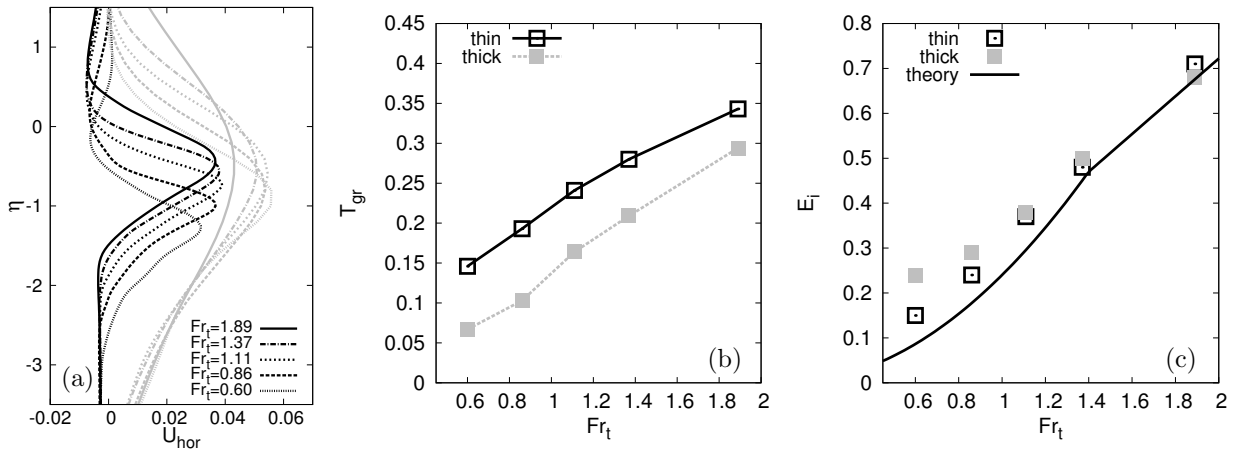 1
0
-1
-2
-3
η
-0.02
0
0.02
0.04
0.06
U_hor
Fr_t=1.89
Fr_t=1.37
Fr_t=1.11
Fr_t=0.86
Fr_t=0.60
(a)
0.45
0.4
0.35
0.3
0.25
0.2
0.15
0.1
0.05
0
T_gr
0.6
0.8
1
1.2
1.4
1.6
1.8
2
Fr_t
thin
thick
(b)
0.8
0.7
0.6
0.5
0.4
0.3
0.2
0.1
0
E_i
0.6
0.8
1
1.2
1.4
1.6
1.8
2
Fr_t
thin
thick
theory
(c)